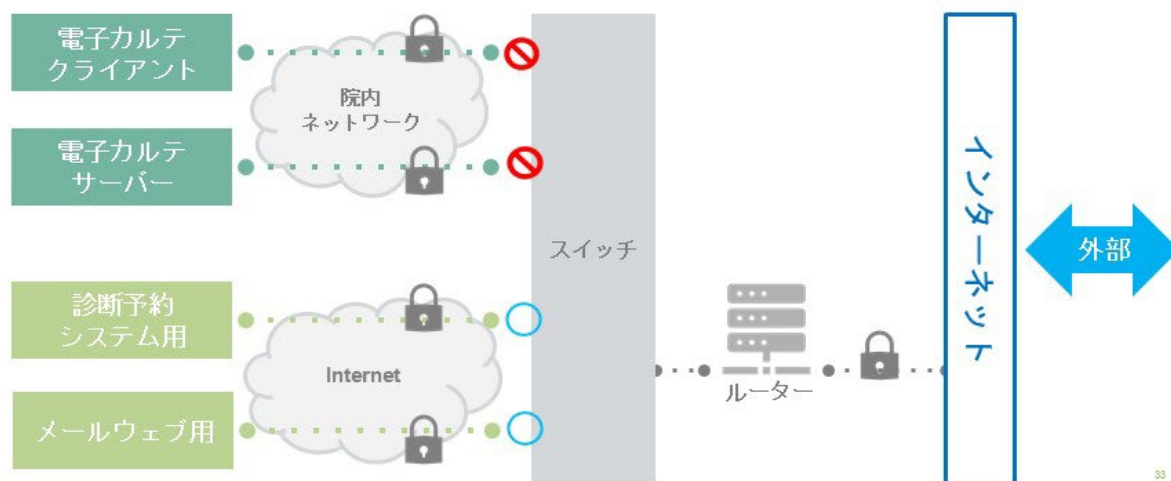 電子カルテ
クライアント
院内
ネットワーク
電子カルテ
サーバー
スイッチ
インターネット
外部
診断予約
システム用
Internet
ルーター
メールウェブ用
33